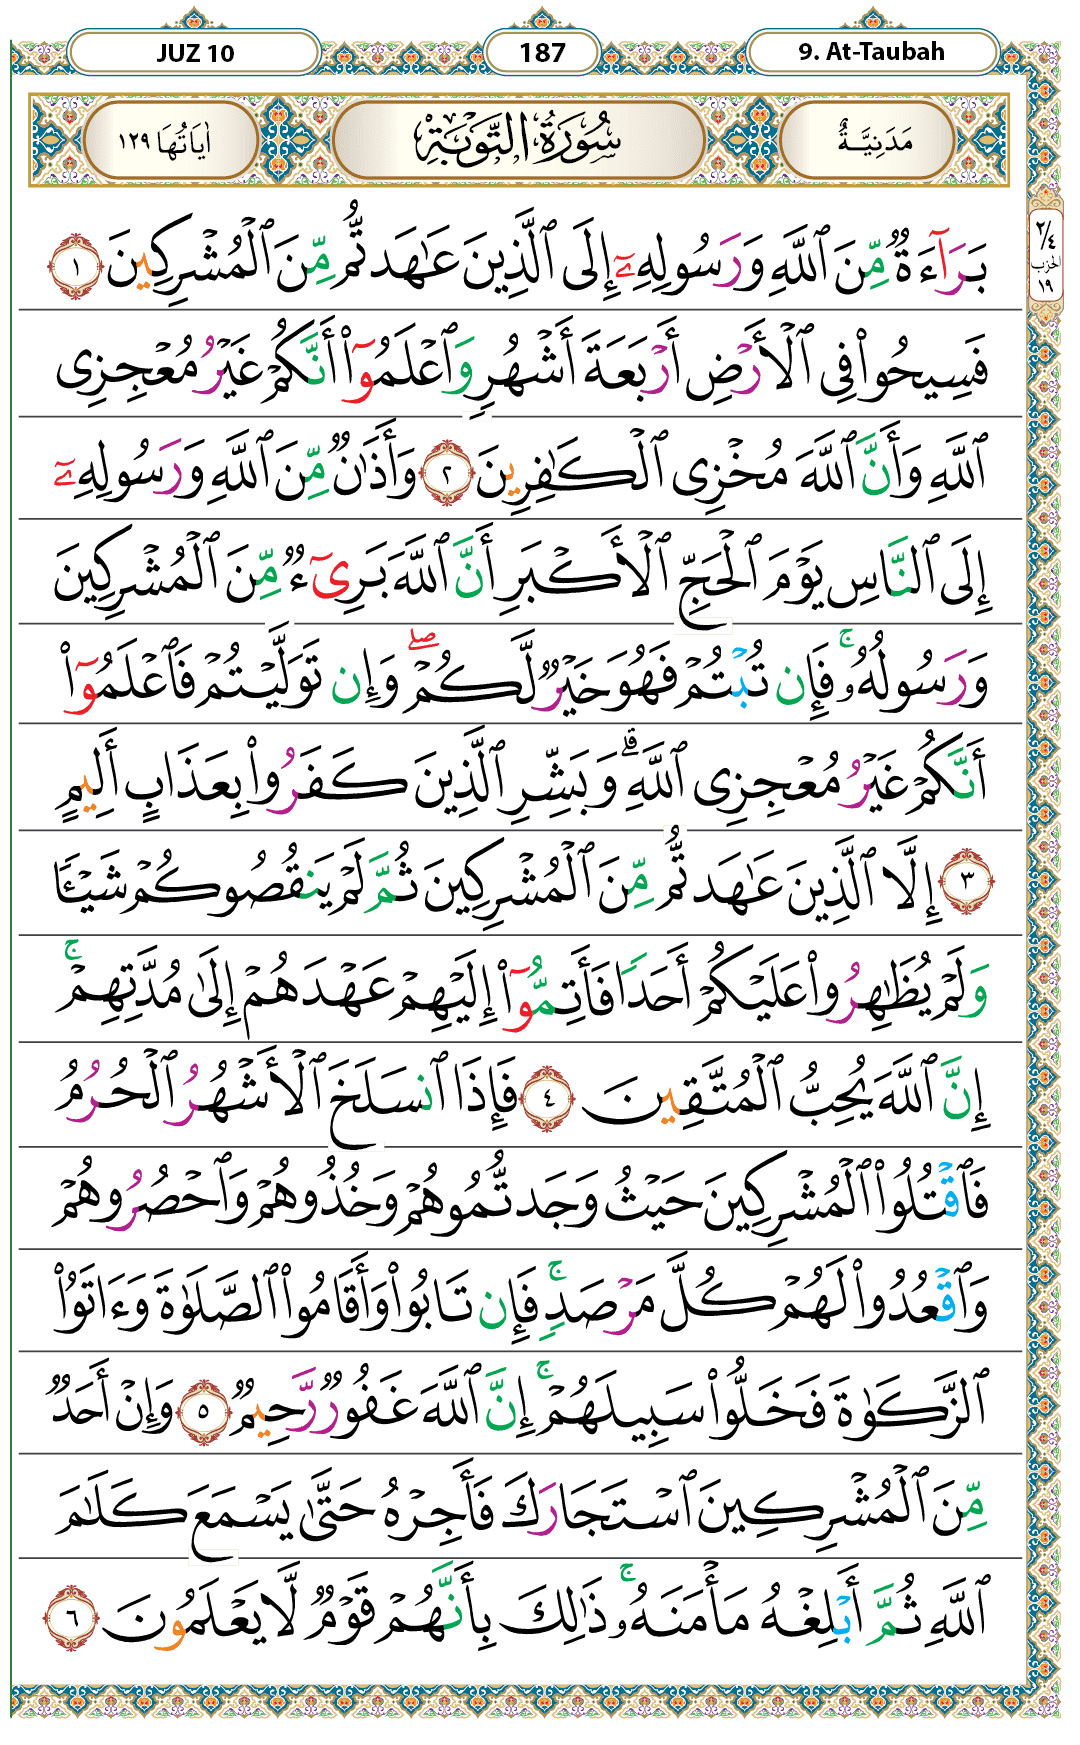 JUZ 10
187
9. At-Taubah
مَدَنِيَّةٌ
سُورَةُ التَّوْبَةِ
اٰيَاتُهَا ١٢٩
٢/٤
الحزب
١٩
بَرَآءَةٌ مِّنَ ٱللَّهِ وَرَسُولِهِۦٓ إِلَى ٱلَّذِينَ عَـٰهَدتُّم مِّنَ ٱلْمُشْرِكِينَ ١
فَسِيحُوا۟ فِى ٱلْأَرْضِ أَرْبَعَةَ أَشْهُرٍ وَٱعْلَمُوٓا۟ أَنَّكُمْ غَيْرُ مُعْجِزِى
ٱللَّهِ وَأَنَّ ٱللَّهَ مُخْزِى ٱلْكَـٰفِرِينَ ٢ وَأَذَٰنٌ مِّنَ ٱللَّهِ وَرَسُولِهِۦٓ
إِلَى ٱلنَّاسِ يَوْمَ ٱلْحَجِّ ٱلْأَكْبَرِ أَنَّ ٱللَّهَ بَرِىٓءٌ مِّنَ ٱلْمُشْرِكِينَ
وَرَسُولُهُۥ ۚ فَإِن تُبْتُمْ فَهُوَ خَيْرٌ لَّكُمْ ۖ وَإِن تَوَلَّيْتُمْ فَٱعْلَمُوٓا۟
أَنَّكُمْ غَيْرُ مُعْجِزِى ٱللَّهِ ۗ وَبَشِّرِ ٱلَّذِينَ كَفَرُوا۟ بِعَذَابٍ أَلِيمٍ
٣ إِلَّا ٱلَّذِينَ عَـٰهَدتُّم مِّنَ ٱلْمُشْرِكِينَ ثُمَّ لَمْ يَنقُصُوكُمْ شَيْـًٔا
وَلَمْ يُظَـٰهِرُوا۟ عَلَيْكُمْ أَحَدًا فَأَتِمُّوٓا۟ إِلَيْهِمْ عَهْدَهُمْ إِلَىٰ مُدَّتِهِمْ ۚ
إِنَّ ٱللَّهَ يُحِبُّ ٱلْمُتَّقِينَ ٤ فَإِذَا ٱنسَلَخَ ٱلْأَشْهُرُ ٱلْحُرُمُ
فَٱقْتُلُوا۟ ٱلْمُشْرِكِينَ حَيْثُ وَجَدتُّمُوهُمْ وَخُذُوهُمْ وَٱحْصُرُوهُمْ
وَٱقْعُدُوا۟ لَهُمْ كُلَّ مَرْصَدٍ ۚ فَإِن تَابُوا۟ وَأَقَامُوا۟ ٱلصَّلَوٰةَ وَءَاتَوُا۟
ٱلزَّكَوٰةَ فَخَلُّوا۟ سَبِيلَهُمْ ۚ إِنَّ ٱللَّهَ غَفُورٌ رَّحِيمٌ ٥ وَإِنْ أَحَدٌ
مِّنَ ٱلْمُشْرِكِينَ ٱسْتَجَارَكَ فَأَجِرْهُ حَتَّىٰ يَسْمَعَ كَلَـٰمَ
ٱللَّهِ ثُمَّ أَبْلِغْهُ مَأْمَنَهُۥ ۚ ذَٰلِكَ بِأَنَّهُمْ قَوْمٌ لَّا يَعْلَمُونَ ٦